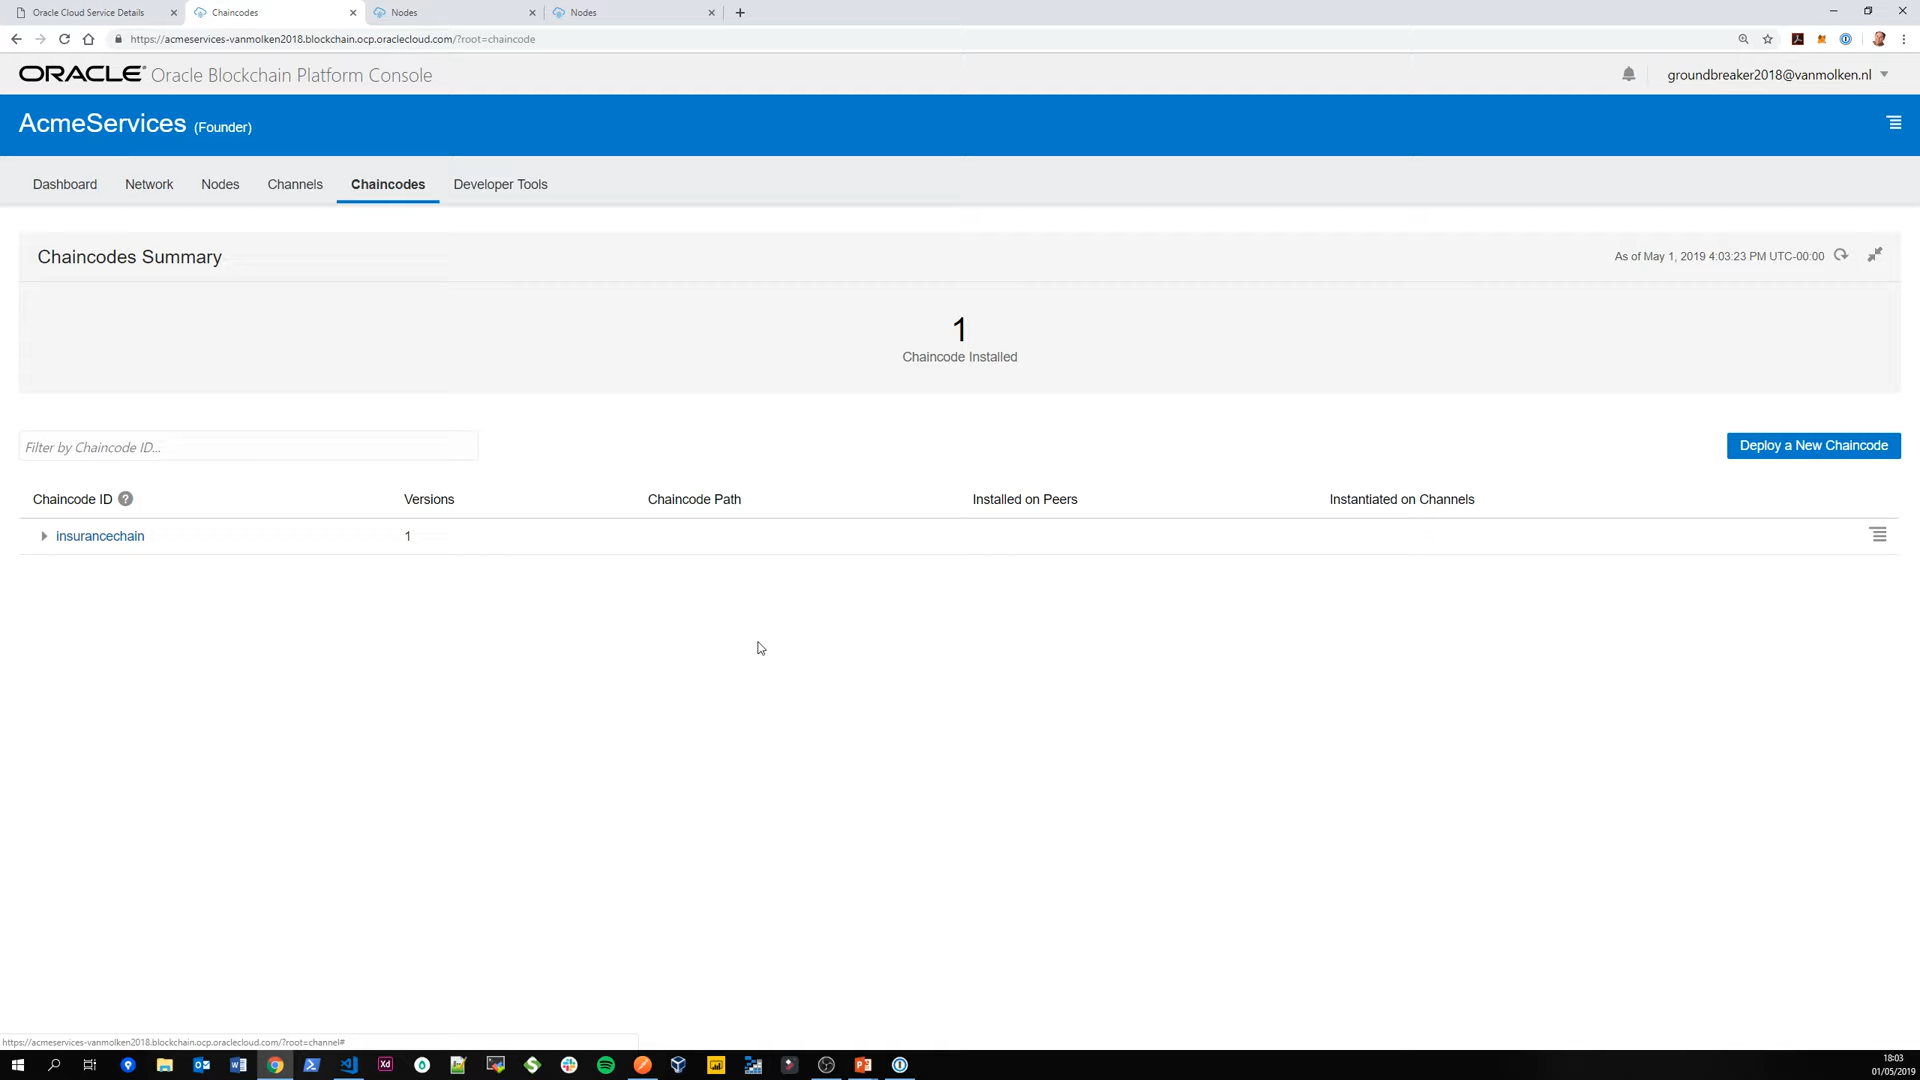 Oracle Cloud Service Details
Chaincodes
Nodes
Nodes
https://acmeservices-vanmolken2018.blockchain.ocp.oraclecloud.com/?root=chaincode
ORACLE Oracle Blockchain Platform Console
groundbreaker2018@vanmolken.nl
AcmeServices (Founder)
Dashboard Network Nodes Channels Chaincodes Developer Tools
Chaincodes Summary
As of May 1, 2019 4:03:23 PM UTC-00:00
1
Chaincode Installed
Filter by Chaincode ID...
Deploy a New Chaincode
Chaincode ID ? Versions Chaincode Path Installed on Peers Instantiated on Channels
insurancechain 1
https://acmeservices-vanmolken2018.blockchain.ocp.oraclecloud.com/?root=channel#
Xd
18:03
01/05/2019